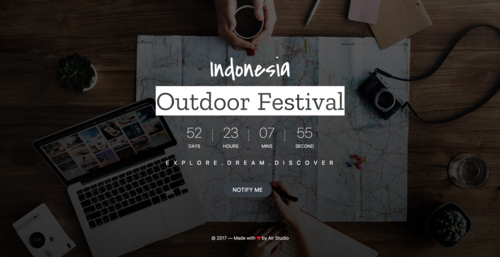 Indonesia
Outdoor Festival
52 23 07 55
DAYS HOURS MINS SECOND
EXPLORE.DREAM.DISCOVER
NOTIFY ME
© 2017 — Made with ❤ by Air Studio